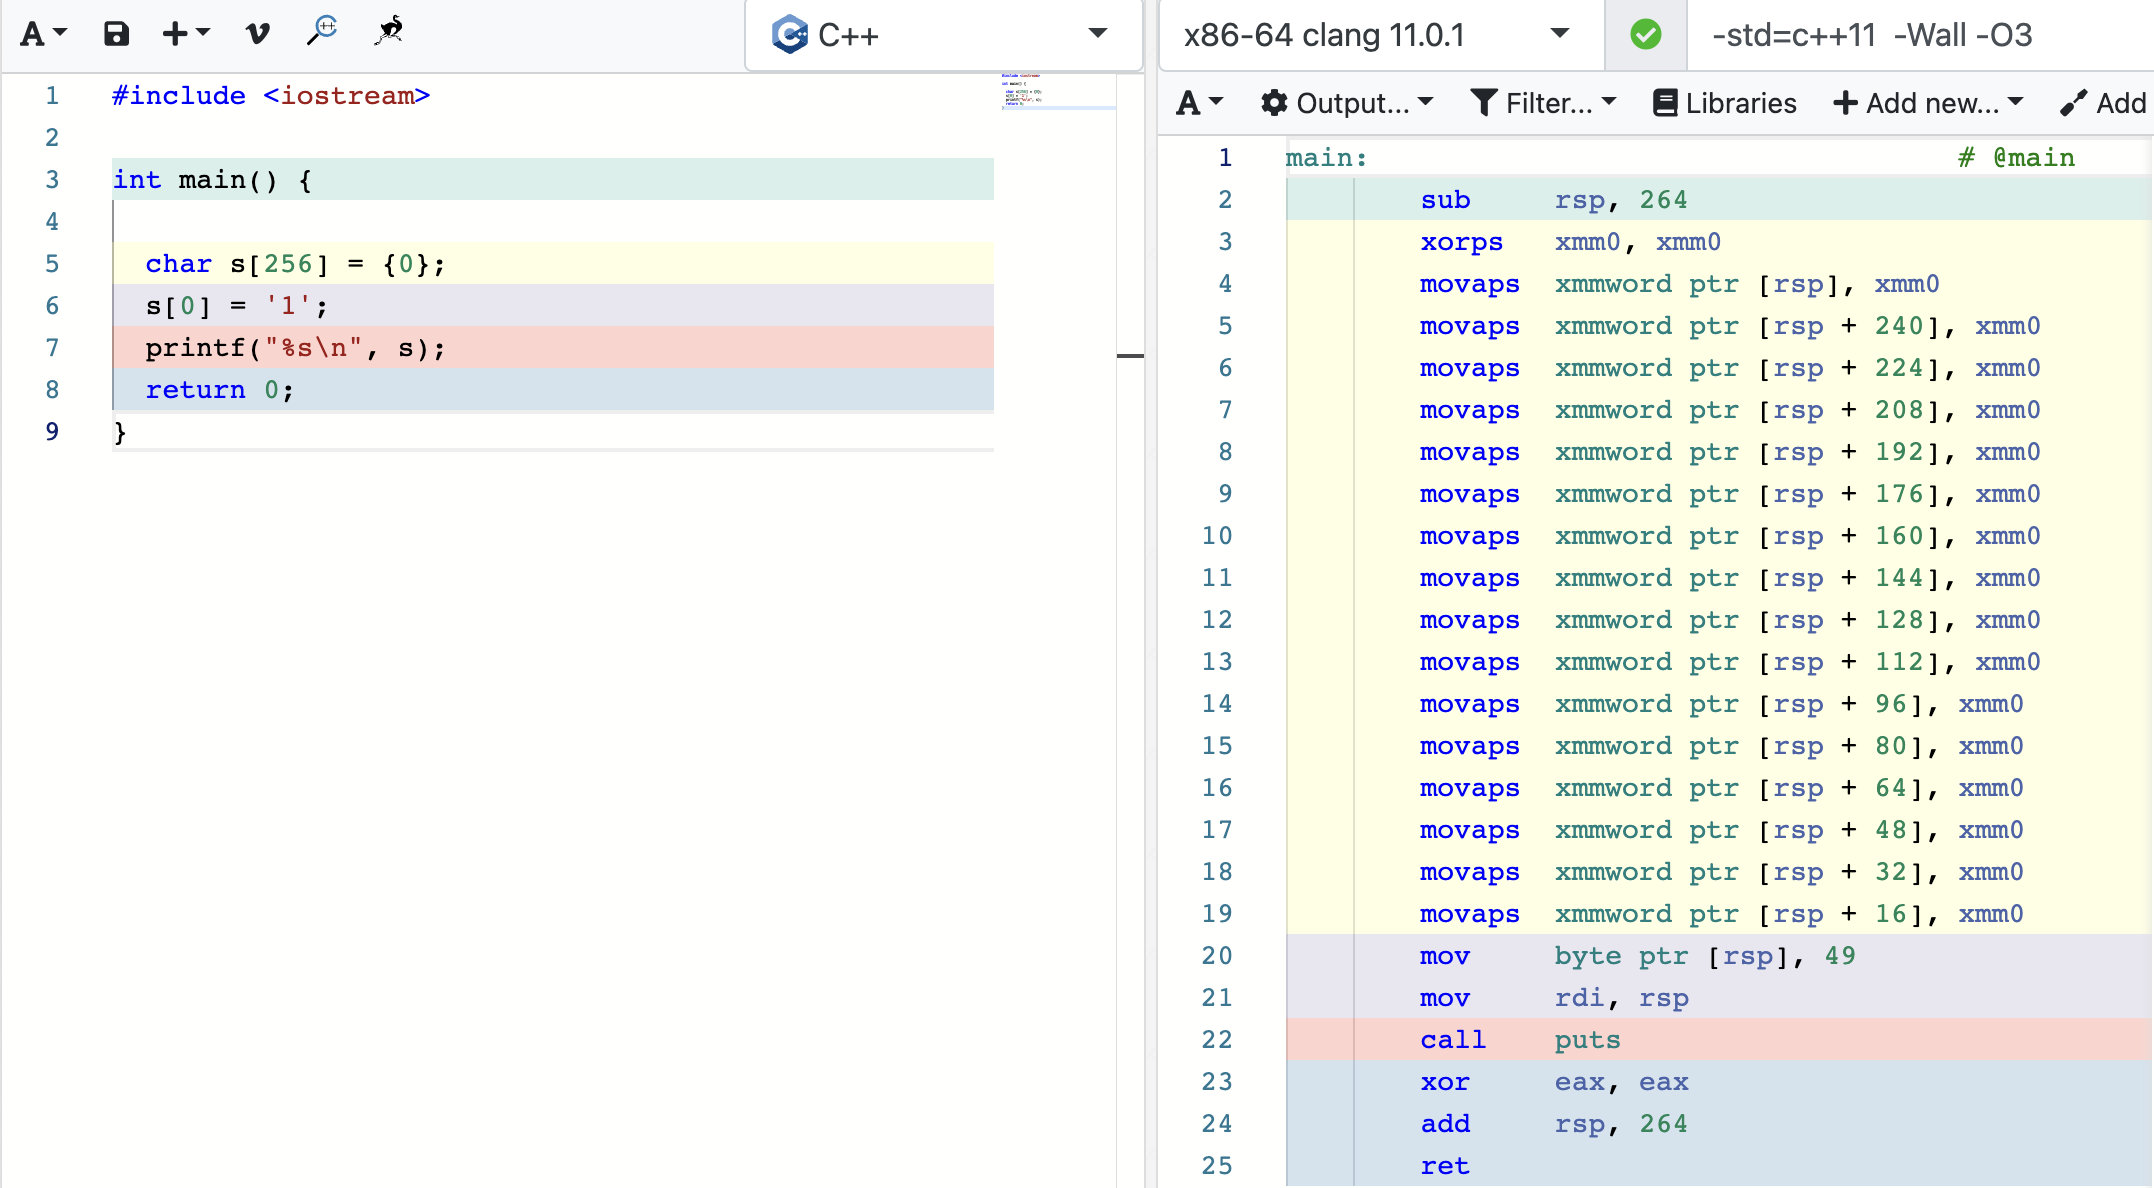 C++
1 #include <iostream>
2
3 int main() {
4
5 char s[256] = {0};
6 s[0] = '1';
7 printf("%s\n", s);
8 return 0;
9 }
x86-64 clang 11.0.1 -std=c++11 -Wall -O3
A Output... Filter... Libraries Add new... Add
1 main: # @main
2 sub rsp, 264
3 xorps xmm0, xmm0
4 movaps xmmword ptr [rsp], xmm0
5 movaps xmmword ptr [rsp + 240], xmm0
6 movaps xmmword ptr [rsp + 224], xmm0
7 movaps xmmword ptr [rsp + 208], xmm0
8 movaps xmmword ptr [rsp + 192], xmm0
9 movaps xmmword ptr [rsp + 176], xmm0
10 movaps xmmword ptr [rsp + 160], xmm0
11 movaps xmmword ptr [rsp + 144], xmm0
12 movaps xmmword ptr [rsp + 128], xmm0
13 movaps xmmword ptr [rsp + 112], xmm0
14 movaps xmmword ptr [rsp + 96], xmm0
15 movaps xmmword ptr [rsp + 80], xmm0
16 movaps xmmword ptr [rsp + 64], xmm0
17 movaps xmmword ptr [rsp + 48], xmm0
18 movaps xmmword ptr [rsp + 32], xmm0
19 movaps xmmword ptr [rsp + 16], xmm0
20 mov byte ptr [rsp], 49
21 mov rdi, rsp
22 call puts
23 xor eax, eax
24 add rsp, 264
25 ret